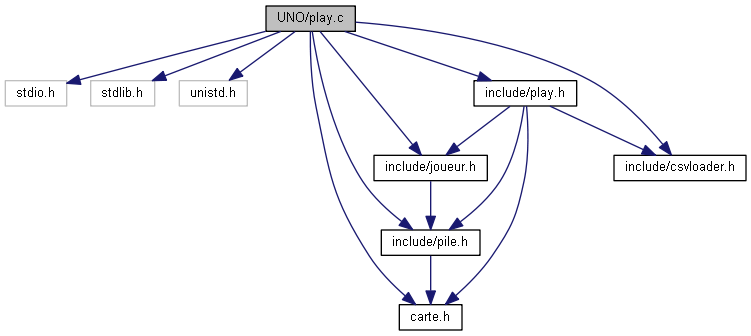 UNO/play.c
stdio.h
stdlib.h
unistd.h
include/play.h
include/joueur.h
include/csvloader.h
include/pile.h
carte.h